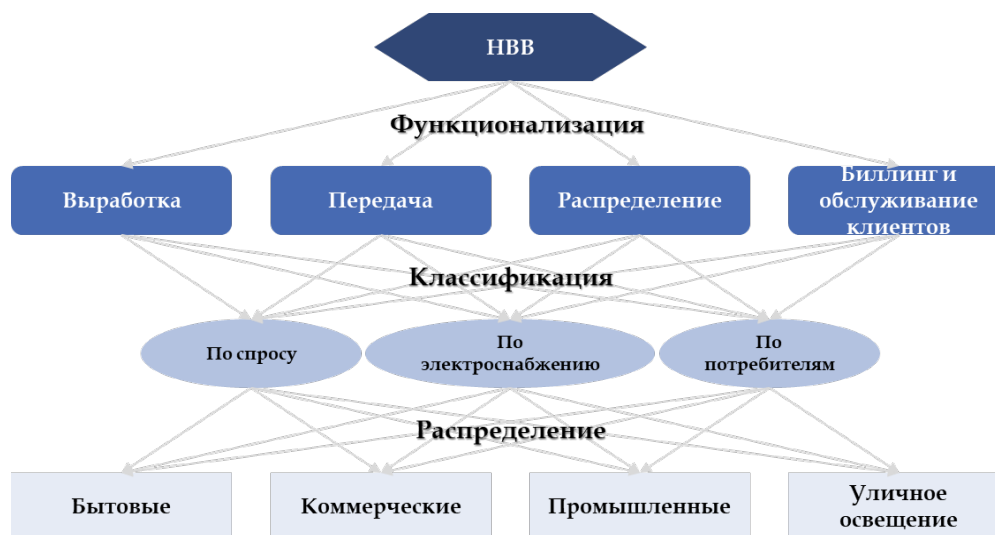 НВВ
Функционализация
Выработка
Передача
Распределение
Биллинг и
обслуживание
клиентов
Классификация
По спросу
По
электроснабжению
По
потребителям
Распределение
Бытовые
Коммерческие
Промышленные
Уличное
освещение